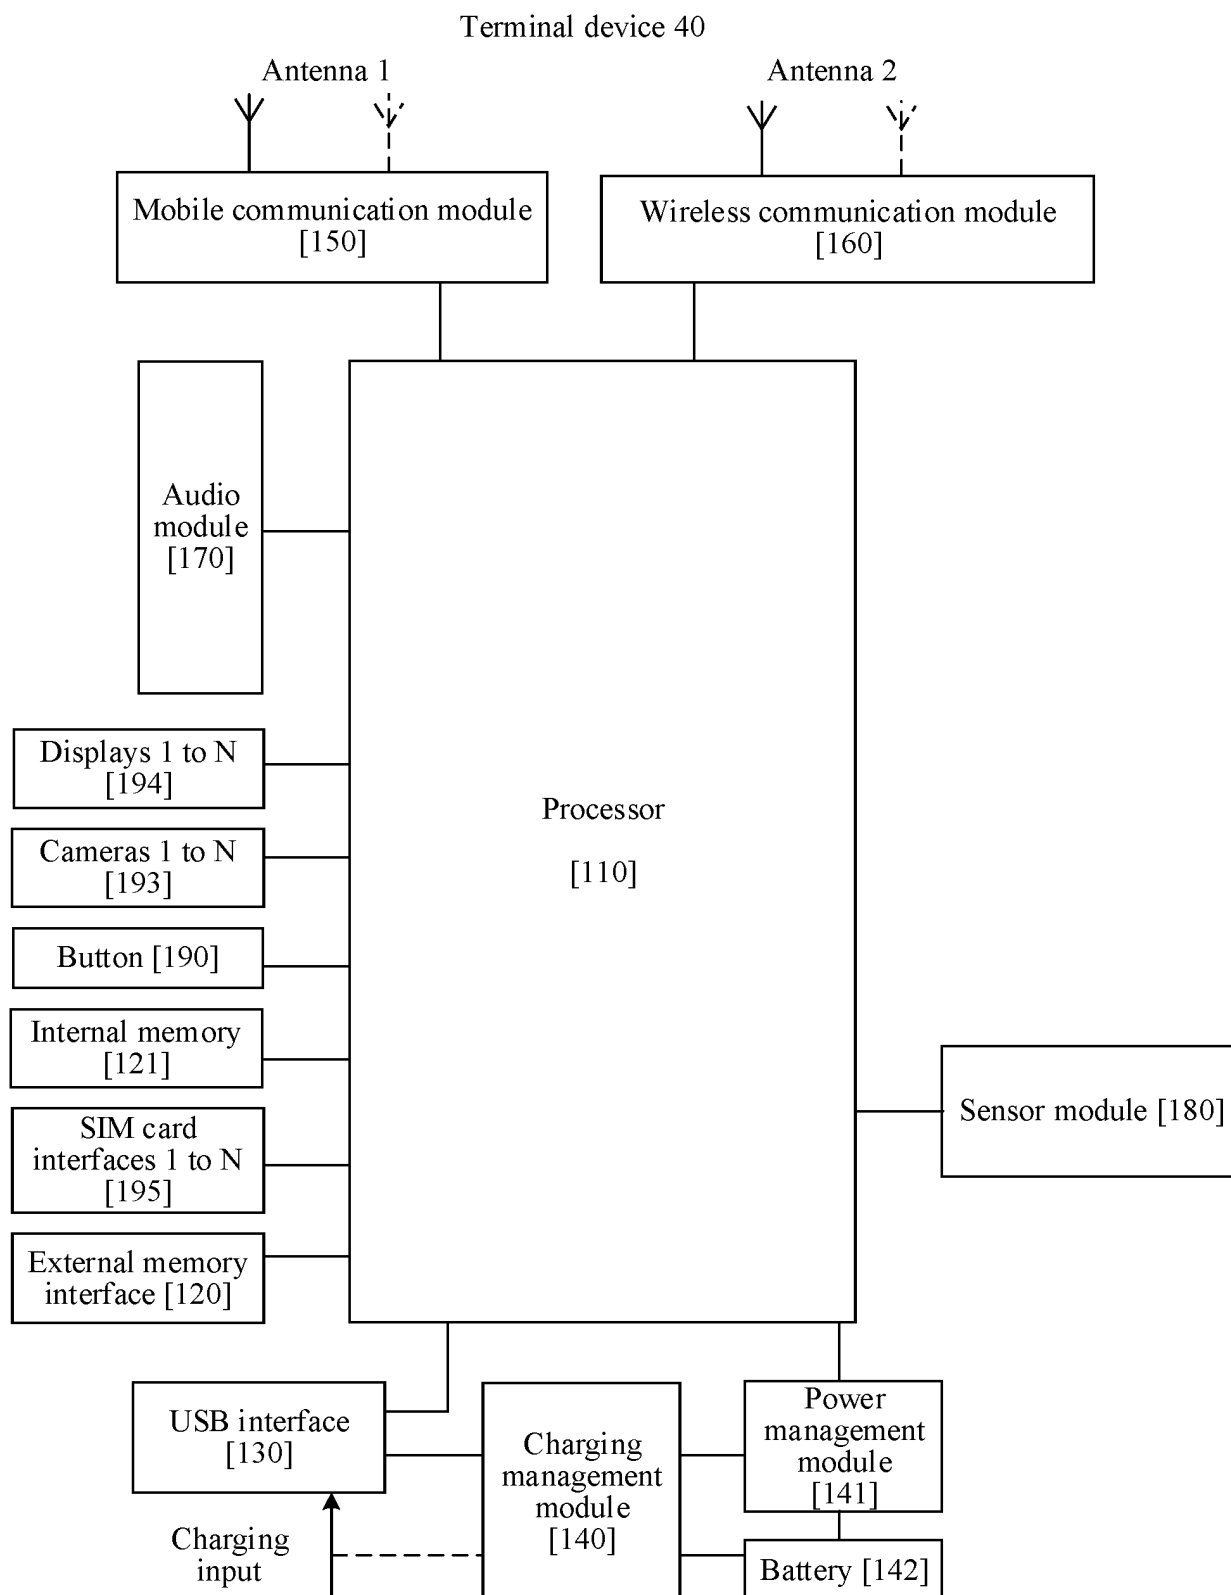 Terminal device 40
Antenna 1
Antenna 2
Mobile communication module
[150]
Wireless communication module
[160]
Audio
module
[170]
Displays 1 to N
[194]
Cameras 1 to N
[193]
Button [190]
Internal memory
[121]
SIM card
interfaces 1 to N
[195]
External memory
interface [120]
Processor
[110]
Sensor module [180]
USB interface
[130]
Charging
management
module
[140]
Power
management
module
[141]
Charging
input
Battery [142]